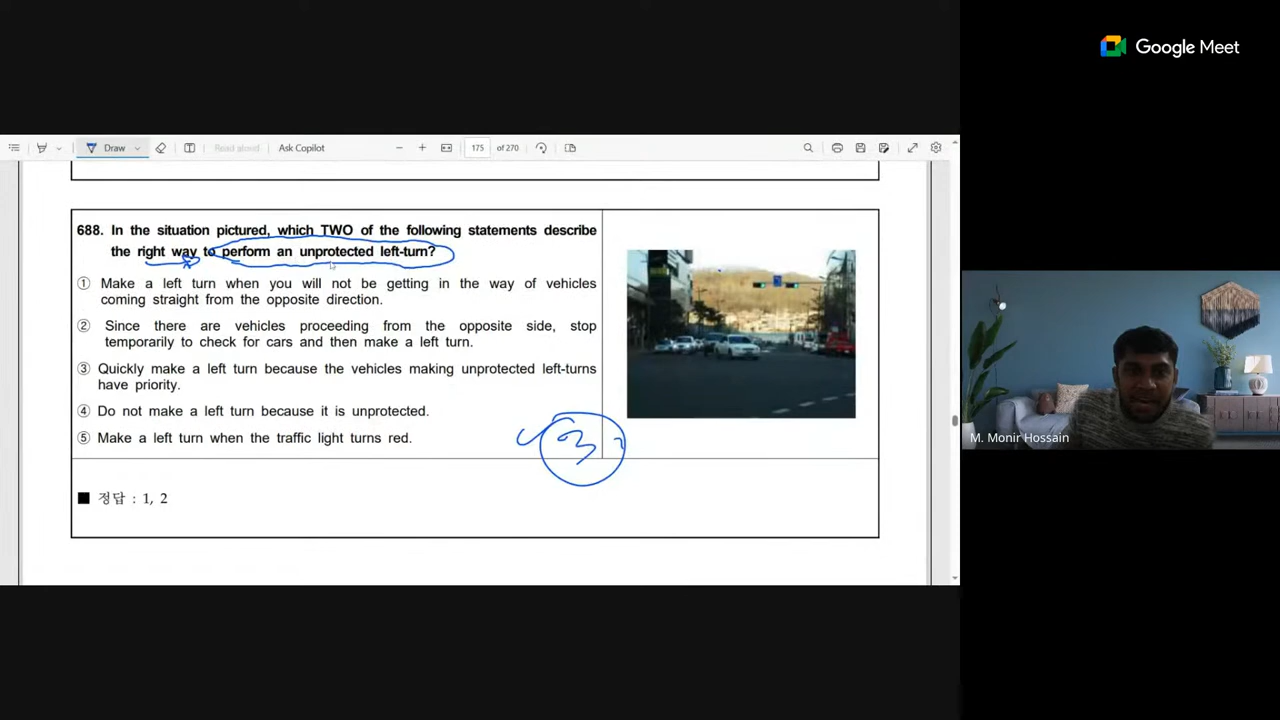 Google Meet
Draw
Read aloud
Ask Copilot
175
of 270
688. In the situation pictured, which TWO of the following statements describe
the right way to perform an unprotected left-turn?
① Make a left turn when you will not be getting in the way of vehicles
coming straight from the opposite direction.
② Since there are vehicles proceeding from the opposite side, stop
temporarily to check for cars and then make a left turn.
③ Quickly make a left turn because the vehicles making unprotected left-turns
have priority.
④ Do not make a left turn because it is unprotected.
⑤ Make a left turn when the traffic light turns red.
■ 정답 : 1, 2
M. Monir Hossain